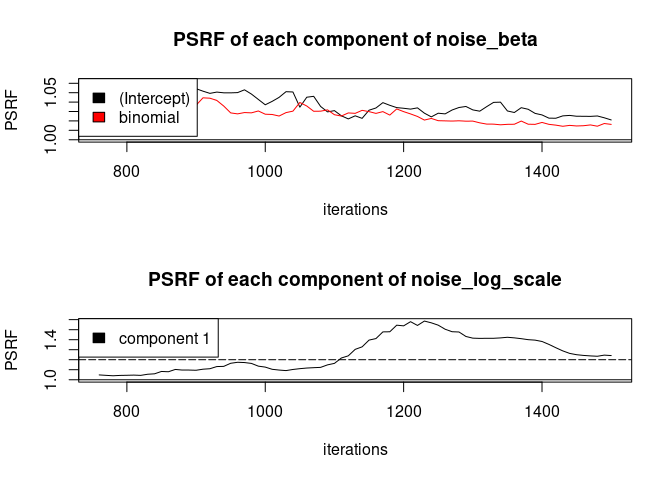 PSRF of each component of noise_beta
PSRF
1.05
1.00
(Intercept)
binomial
800 1000 1200 1400
iterations
PSRF of each component of noise_log_scale
PSRF
1.4
1.0
component 1
800 1000 1200 1400
iterations